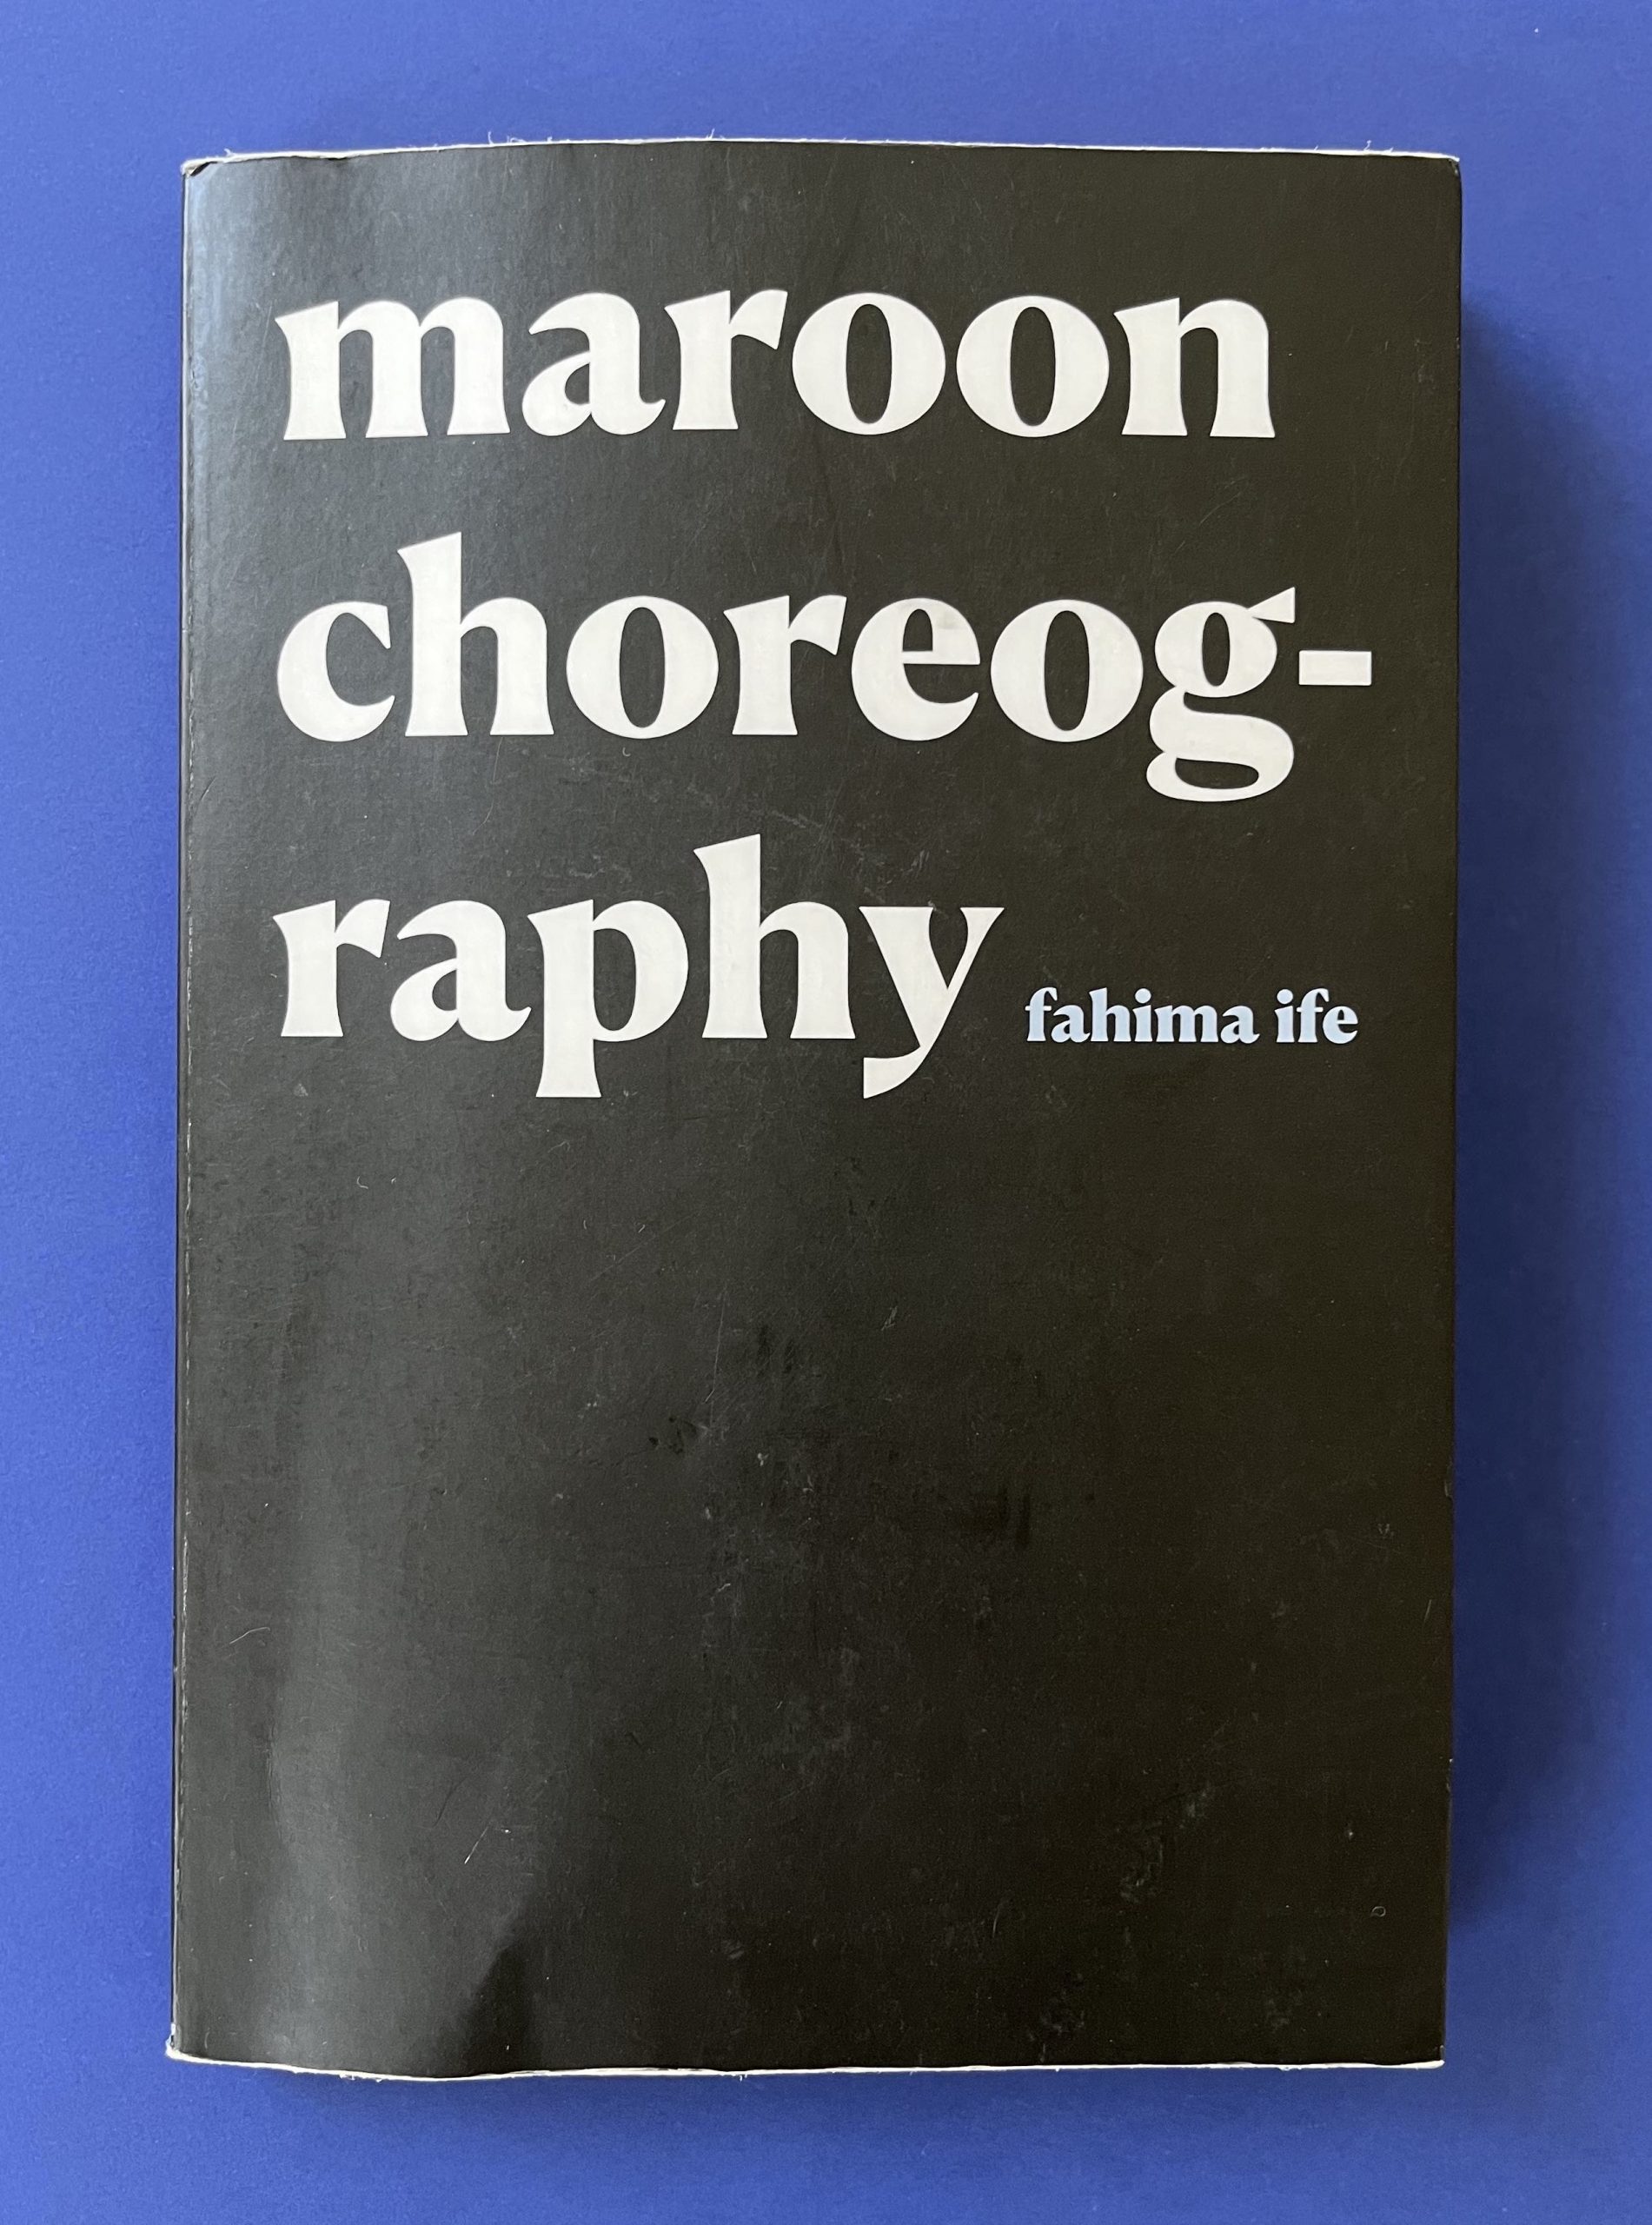 maroon
choreog-
raphy fahima ife